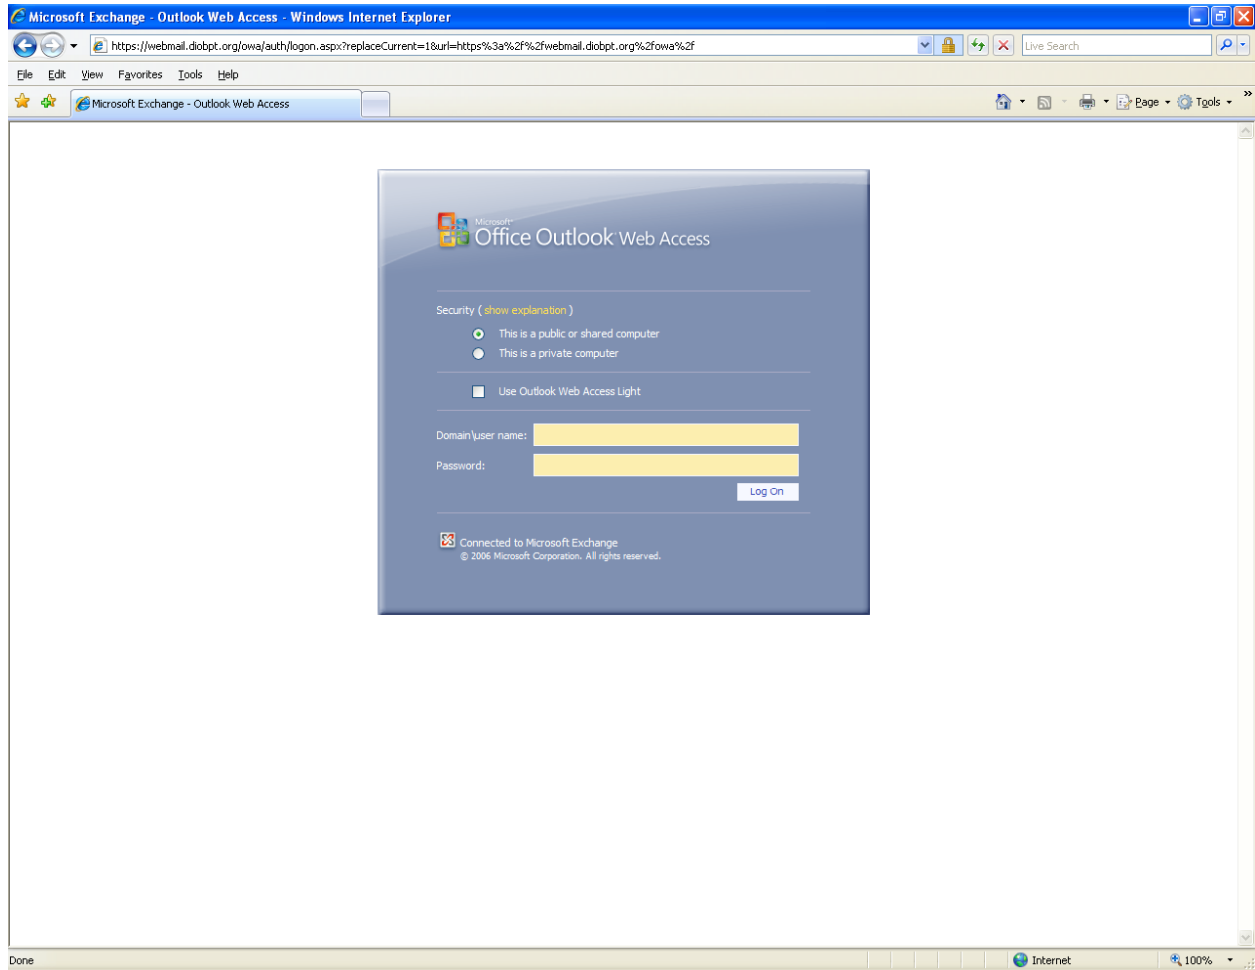 Microsoft Exchange - Outlook Web Access - Windows Internet Explorer
https://webmail.diobpt.org/owa/auth/logon.aspx?replaceCurrent=1&url=https%3a%2f%2fwebmail.diobpt.org%2fowa%2f
Live Search
File Edit View Favorites Tools Help
Microsoft Exchange - Outlook Web Access
Page Tools »
Microsoft
Office Outlook Web Access
Security ( show explanation )
This is a public or shared computer
This is a private computer
Use Outlook Web Access Light
Domain\user name:
Password:
Log On
Connected to Microsoft Exchange
© 2006 Microsoft Corporation. All rights reserved.
Done Internet 100%